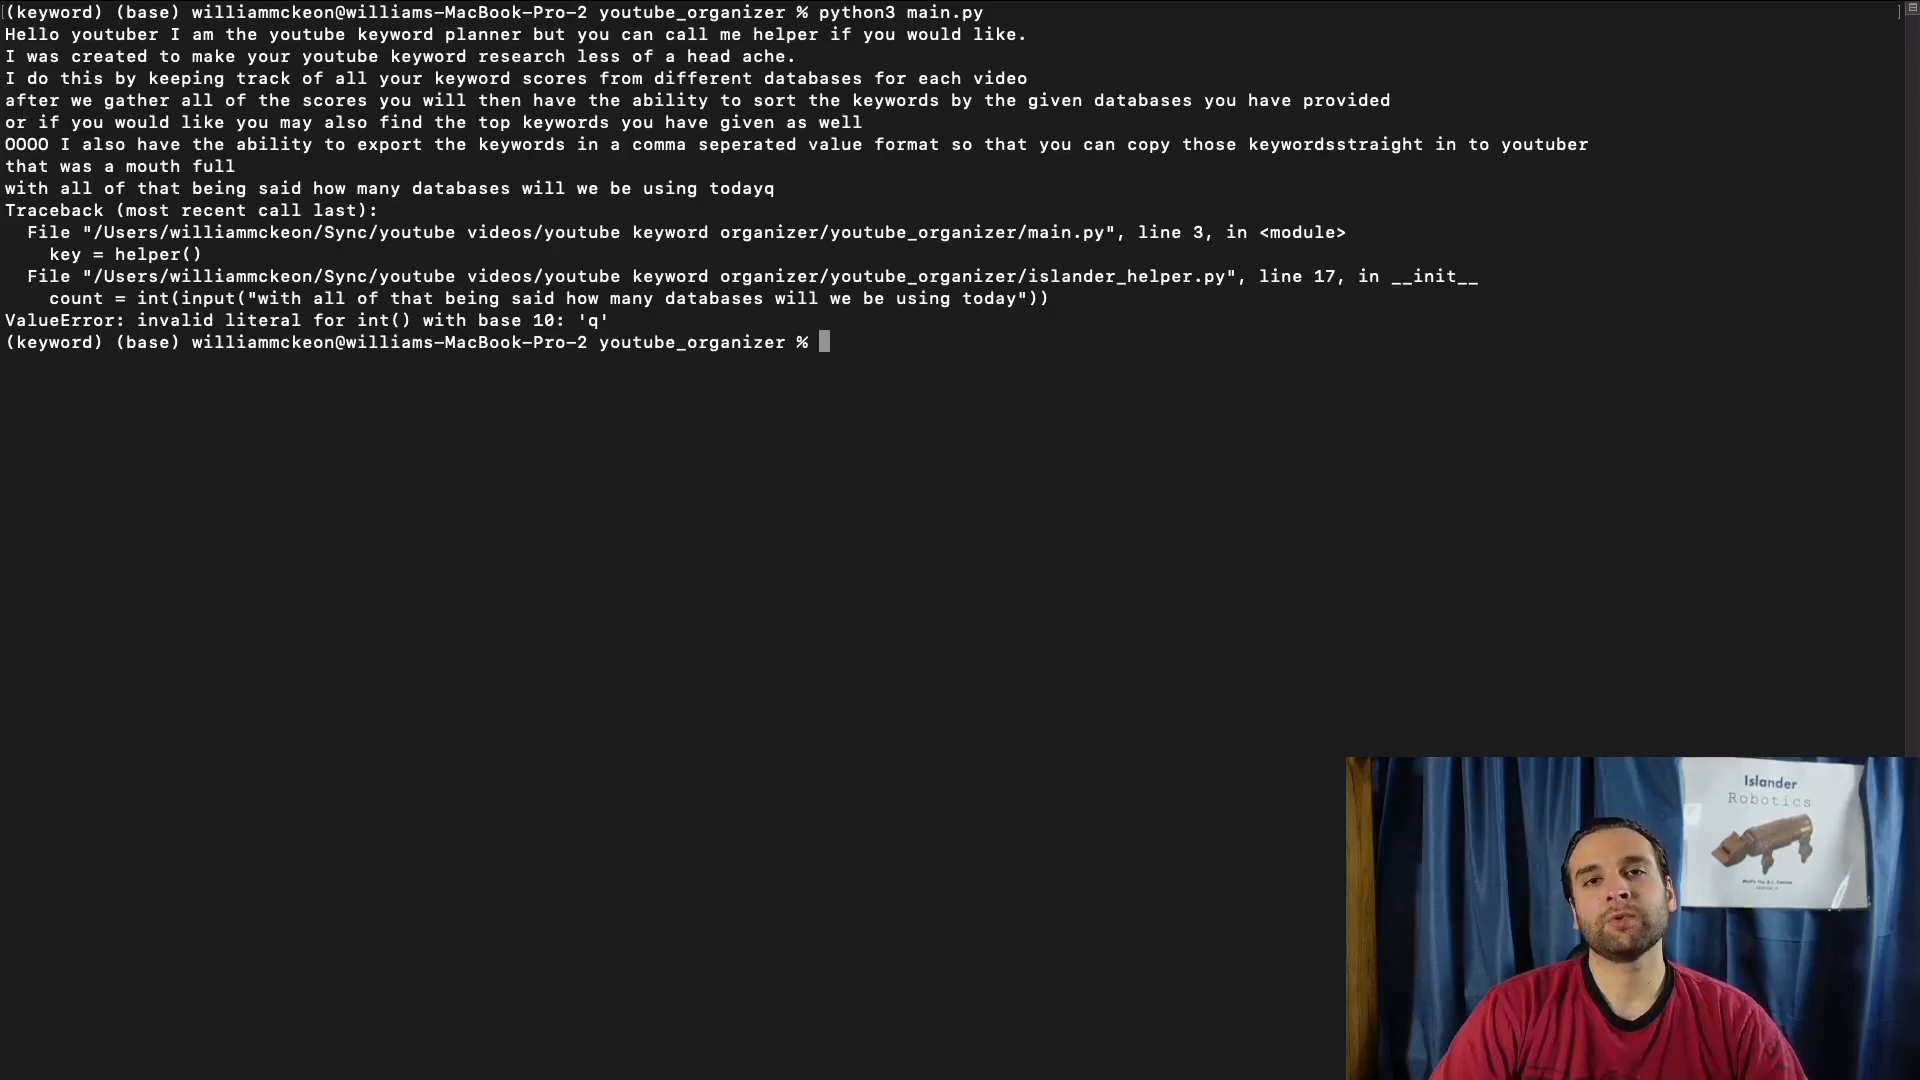 (keyword) (base) williammckeon@williams-MacBook-Pro-2 youtube_organizer % python3 main.py
Hello youtuber I am the youtube keyword planner but you can call me helper if you would like.
I was created to make your youtube keyword research less of a head ache.
I do this by keeping track of all your keyword scores from different databases for each video
after we gather all of the scores you will then have the ability to sort the keywords by the given databases you have provided
or if you would like you may also find the top keywords you have given as well
OOOO I also have the ability to export the keywords in a comma seperated value format so that you can copy those keywordsstraight in to youtuber
that was a mouth full
with all of that being said how many databases will we be using todayq
Traceback (most recent call last):
  File "/Users/williammckeon/Sync/youtube videos/youtube keyword organizer/youtube_organizer/main.py", line 3, in <module>
    key = helper()
  File "/Users/williammckeon/Sync/youtube videos/youtube keyword organizer/youtube_organizer/islander_helper.py", line 17, in __init__
    count = int(input("with all of that being said how many databases will we be using today"))
ValueError: invalid literal for int() with base 10: 'q'
(keyword) (base) williammckeon@williams-MacBook-Pro-2 youtube_organizer %
Islander
Robotics